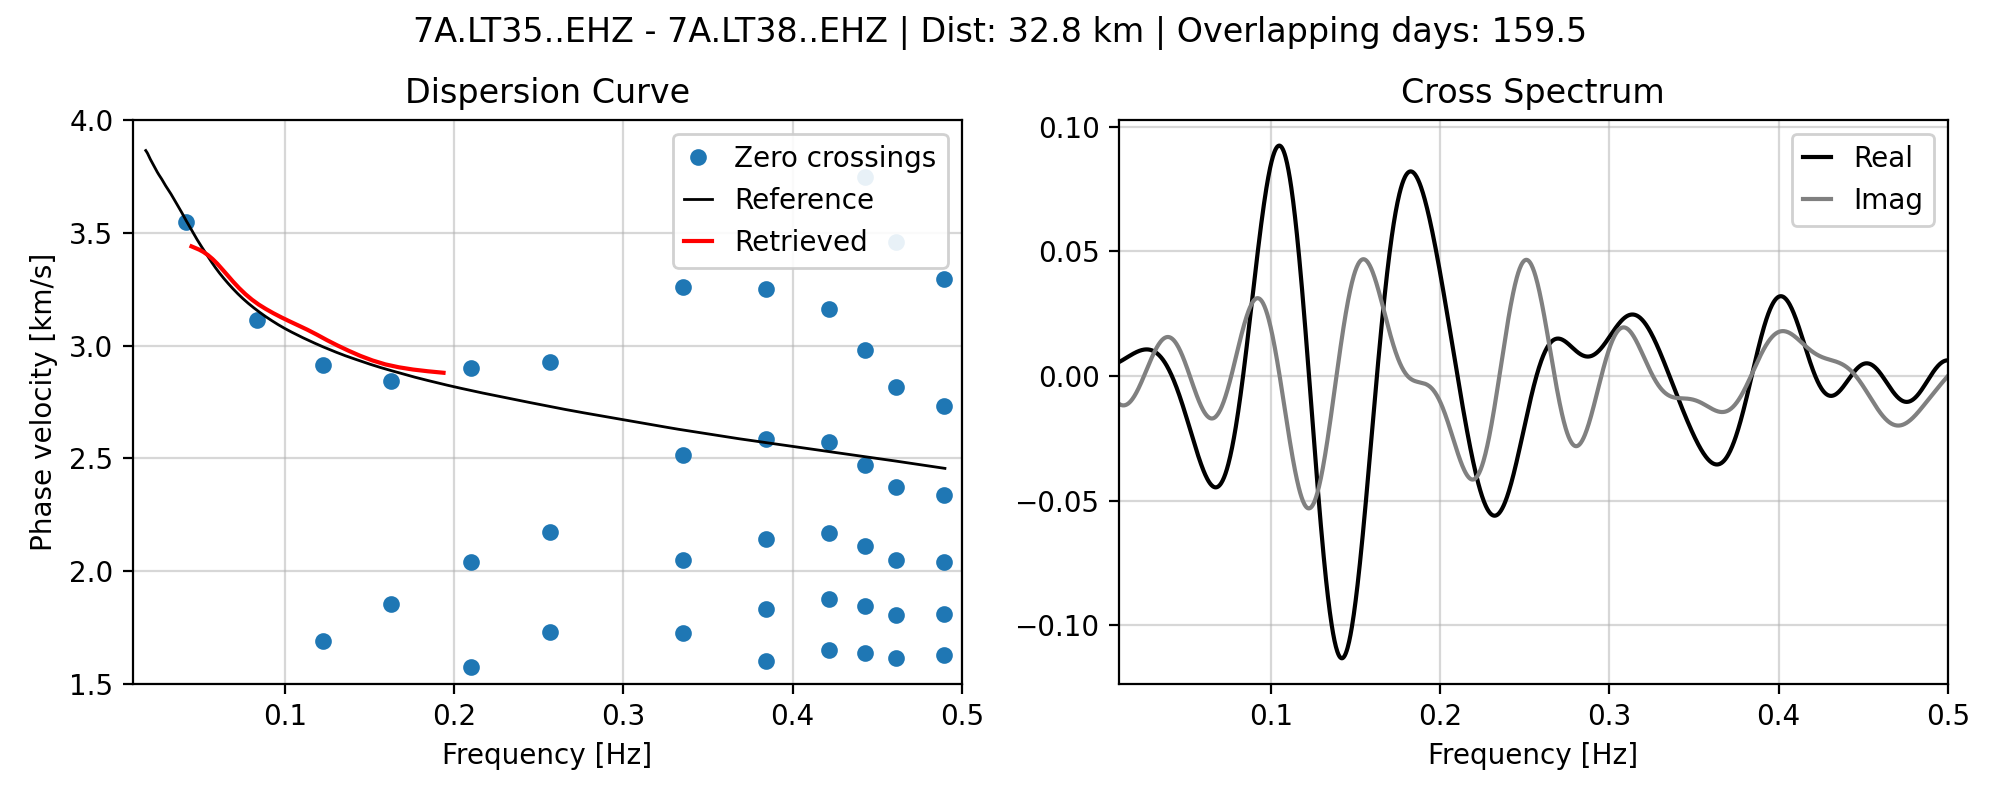 7A.LT35..EHZ - 7A.LT38..EHZ | Dist: 32.8 km | Overlapping days: 159.5
Dispersion Curve
4.0
3.5
3.0
2.5
2.0
1.5
0.1
0.2
0.3
0.4
0.5
Phase velocity [km/s]
Frequency [Hz]
Zero crossings
Reference
Retrieved
Cross Spectrum
0.10
0.05
0.00
−0.05
−0.10
0.1
0.2
0.3
0.4
0.5
Frequency [Hz]
Real
Imag